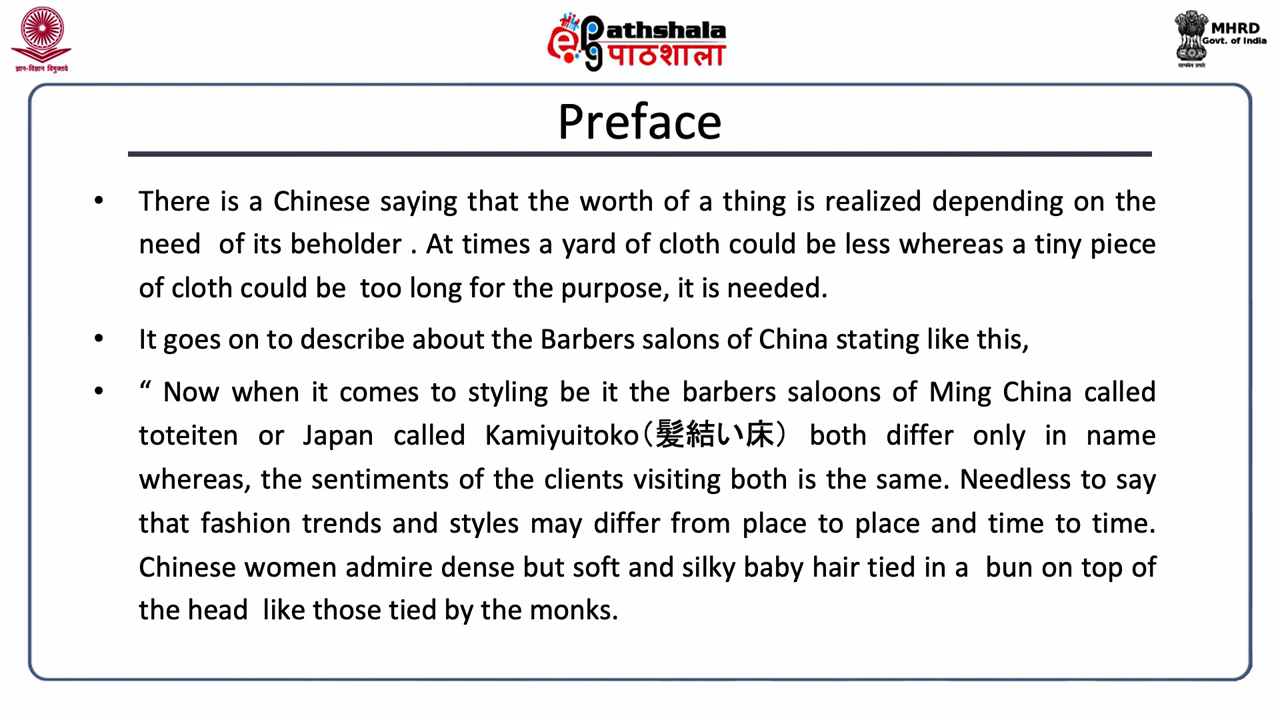 ज्ञान-विज्ञान विमुक्तये
Pathshala
पाठशाला
MHRD
Govt. of India
सत्यमेव जयते
Preface
• There is a Chinese saying that the worth of a thing is realized depending on the
need of its beholder . At times a yard of cloth could be less whereas a tiny piece
of cloth could be too long for the purpose, it is needed.
• It goes on to describe about the Barbers salons of China stating like this,
• “ Now when it comes to styling be it the barbers saloons of Ming China called
toteiten or Japan called Kamiyuitoko（髪結い床） both differ only in name
whereas, the sentiments of the clients visiting both is the same. Needless to say
that fashion trends and styles may differ from place to place and time to time.
Chinese women admire dense but soft and silky baby hair tied in a bun on top of
the head like those tied by the monks.